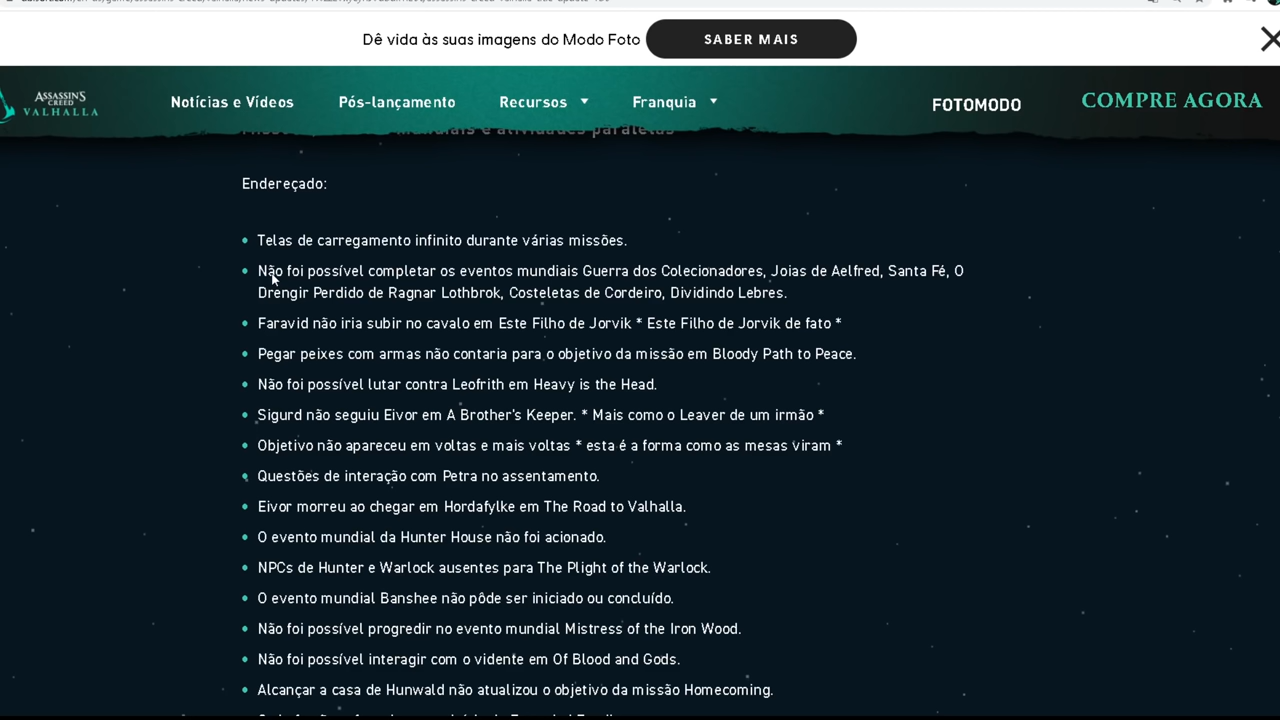 Dê vida às suas imagens do Modo Foto
SABER MAIS
ASSASSIN'S
CREED
VALHALLA
Notícias e Vídeos
Pós-lançamento
Recursos
Franquia
FOTOMODO
COMPRE AGORA
mundiais e atividades paralelas
Endereçado:
Telas de carregamento infinito durante várias missões.
Não foi possível completar os eventos mundiais Guerra dos Colecionadores, Joias de Aelfred, Santa Fé, O
Drengir Perdido de Ragnar Lothbrok, Costeletas de Cordeiro, Dividindo Lebres.
Faravid não iria subir no cavalo em Este Filho de Jorvik * Este Filho de Jorvik de fato *
Pegar peixes com armas não contaria para o objetivo da missão em Bloody Path to Peace.
Não foi possível lutar contra Leofrith em Heavy is the Head.
Sigurd não seguiu Eivor em A Brother's Keeper. * Mais como o Leaver de um irmão *
Objetivo não apareceu em voltas e mais voltas * esta é a forma como as mesas viram *
Questões de interação com Petra no assentamento.
Eivor morreu ao chegar em Hordafylke em The Road to Valhalla.
O evento mundial da Hunter House não foi acionado.
NPCs de Hunter e Warlock ausentes para The Plight of the Warlock.
O evento mundial Banshee não pôde ser iniciado ou concluído.
Não foi possível progredir no evento mundial Mistress of the Iron Wood.
Não foi possível interagir com o vidente em Of Blood and Gods.
Alcançar a casa de Hunwald não atualizou o objetivo da missão Homecoming.